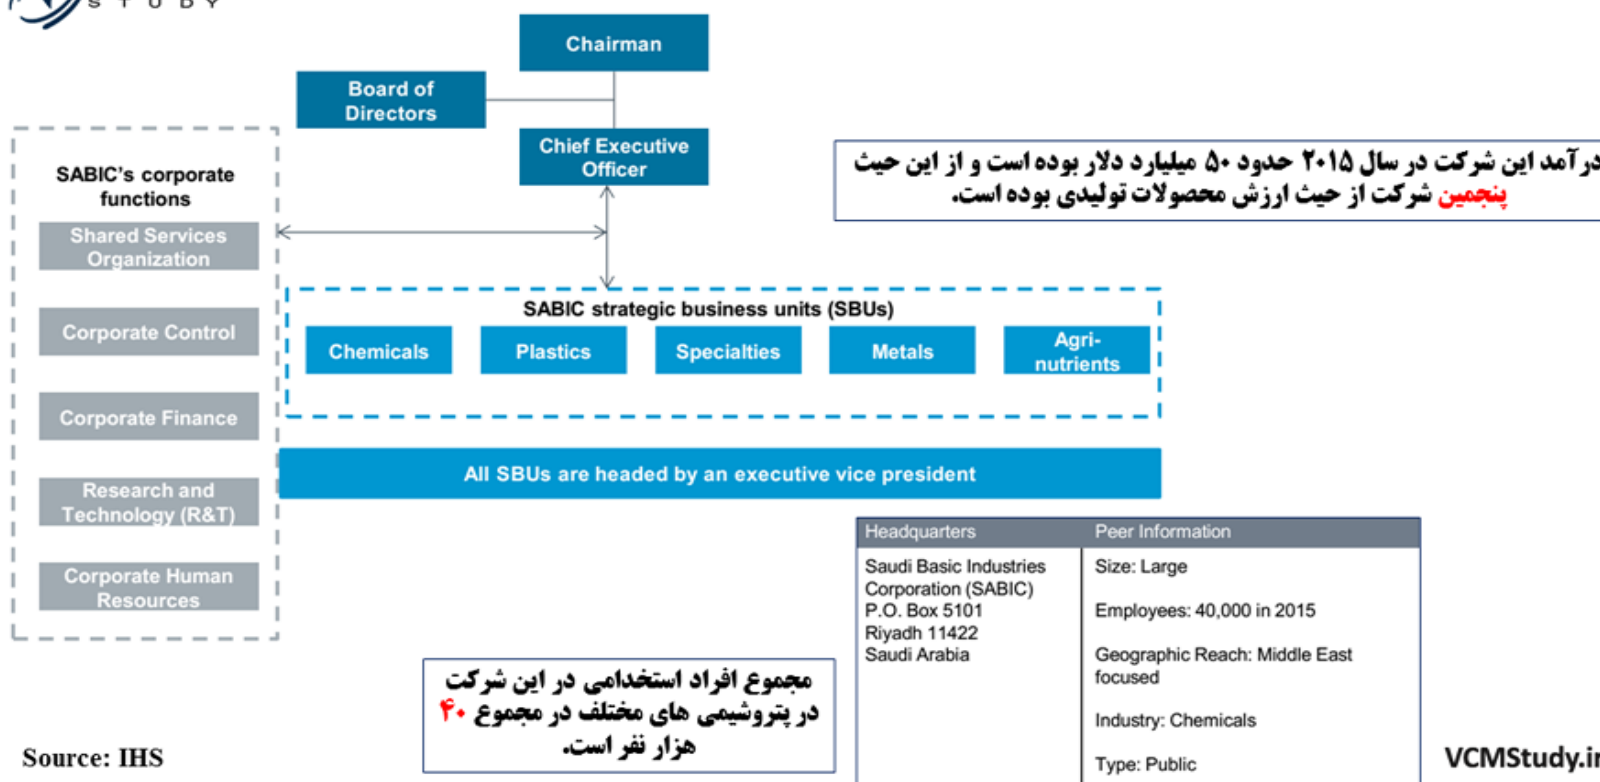 STUDY
Chairman
Board of
Directors
Chief Executive
Officer
درآمد این شرکت در سال ۲۰۱۵ حدود ۵۰ میلیارد دلار بوده است و از این حیث
پنجمین شرکت از حیث ارزش محصولات تولیدی بوده است.
SABIC's corporate
functions
Shared Services
Organization
Corporate Control
Corporate Finance
Research and
Technology (R&T)
Corporate Human
Resources
SABIC strategic business units (SBUs)
Chemicals
Plastics
Specialties
Metals
Agri-
nutrients
All SBUs are headed by an executive vice president
Headquarters
Peer Information
Saudi Basic Industries
Corporation (SABIC)
P.O. Box 5101
Riyadh 11422
Saudi Arabia
Size: Large
Employees: 40,000 in 2015
Geographic Reach: Middle East
focused
Industry: Chemicals
Type: Public
مجموع افراد استخدامی در این شرکت
در پتروشیمی های مختلف در مجموع ۴۰
هزار نفر است.
Source: IHS
VCMStudy.ir